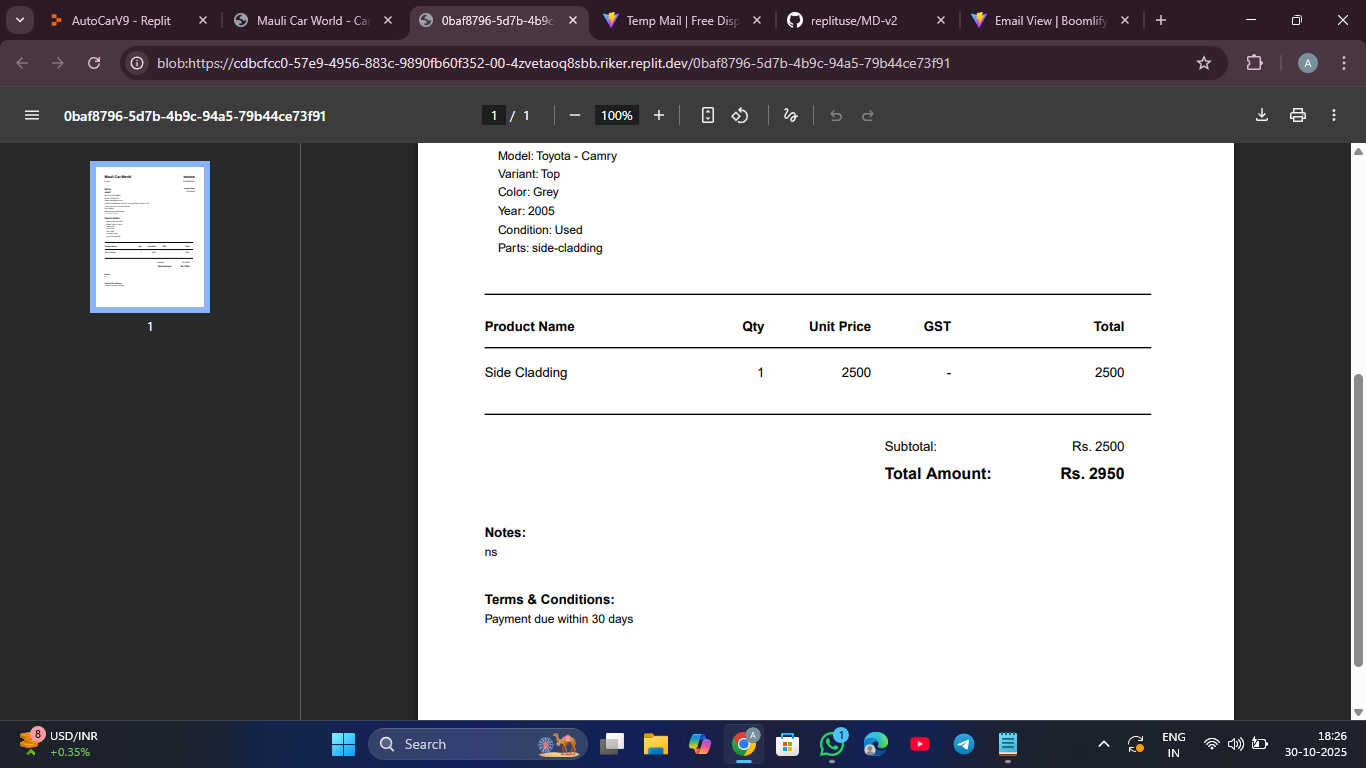 AutoCarV9 - Replit
Mauli Car World - Ca
0baf8796-5d7b-4b9c-
Temp Mail | Free Disp
replituse/MD-v2
Email View | Boomlify
blob:https://cdbcfcc0-57e9-4956-883c-9890fb60f352-00-4zvetaoq8sbb.riker.replit.dev/0baf8796-5d7b-4b9c-94a5-79b44ce73f91
A
0baf8796-5d7b-4b9c-94a5-79b44ce73f91
1 / 1
100%
1
Model: Toyota - Camry
Variant: Top
Color: Grey
Year: 2005
Condition: Used
Parts: side-cladding
Product Name Qty Unit Price GST Total
Side Cladding 1 2500 - 2500
Subtotal: Rs. 2500
Total Amount: Rs. 2950
Notes:
ns
Terms & Conditions:
Payment due within 30 days
8
USD/INR
+0.35%
Search
A
1
ENG
IN
18:26
30-10-2025